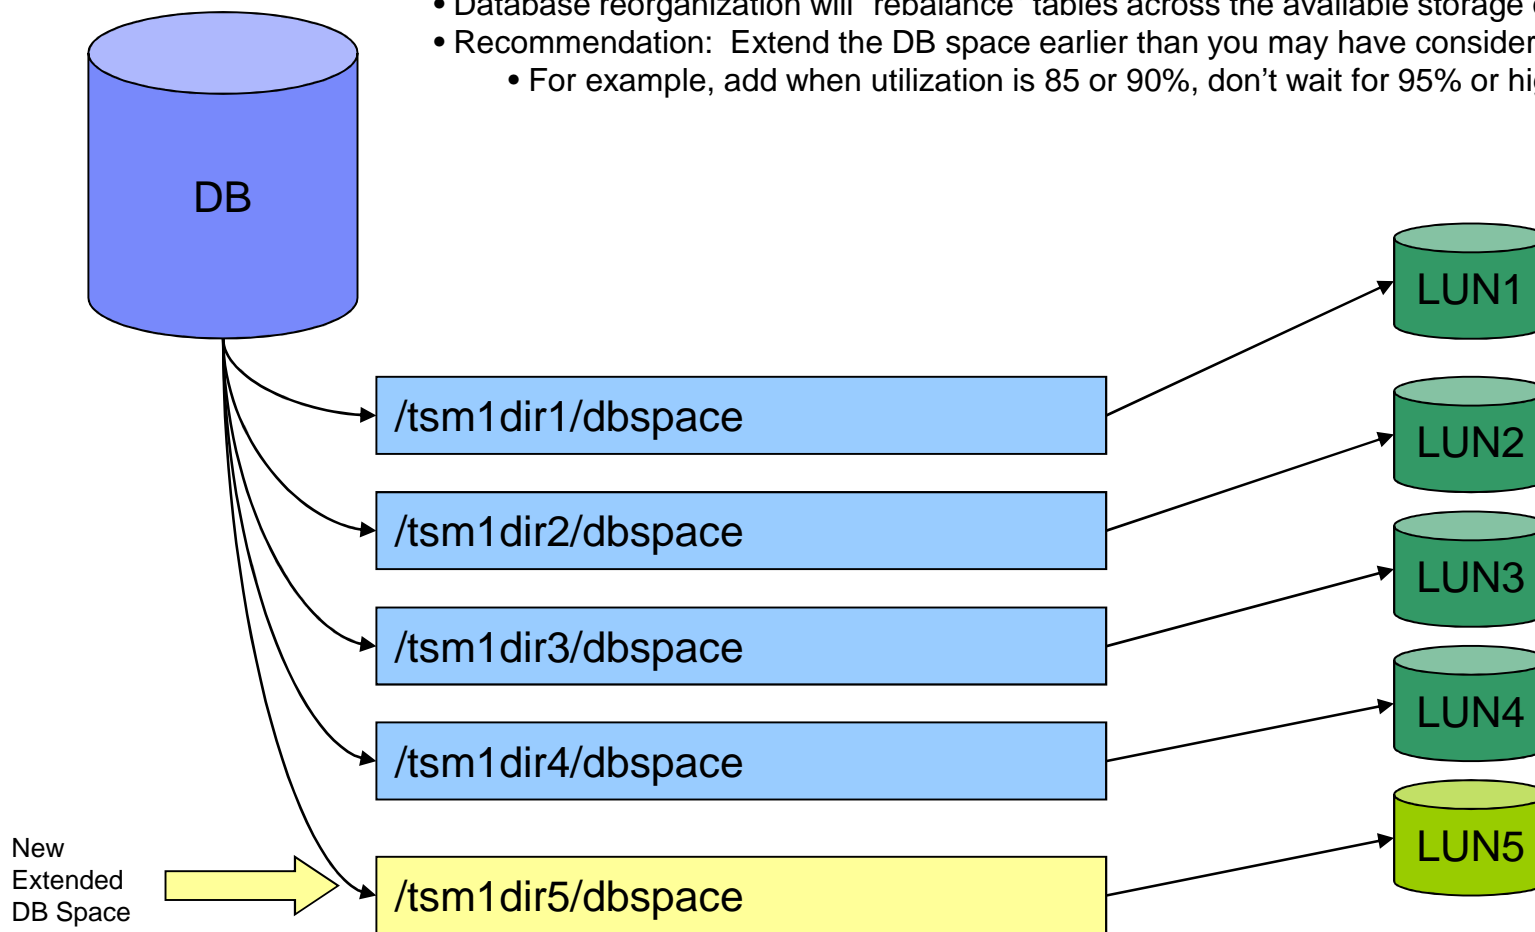 • Database reorganization will "rebalance" tables across the available storage
• Recommendation: Extend the DB space earlier than you may have
• For example, add when utilization is 85 or 90%, don't wait for 95% or
DB
LUN1
/tsm1dir1/dbspace
LUN2
/tsm1dir2/dbspace
LUN3
/tsm1dir3/dbspace
LUN4
/tsm1dir4/dbspace
LUN5
New
Extended
DB Space
/tsm1dir5/dbspace